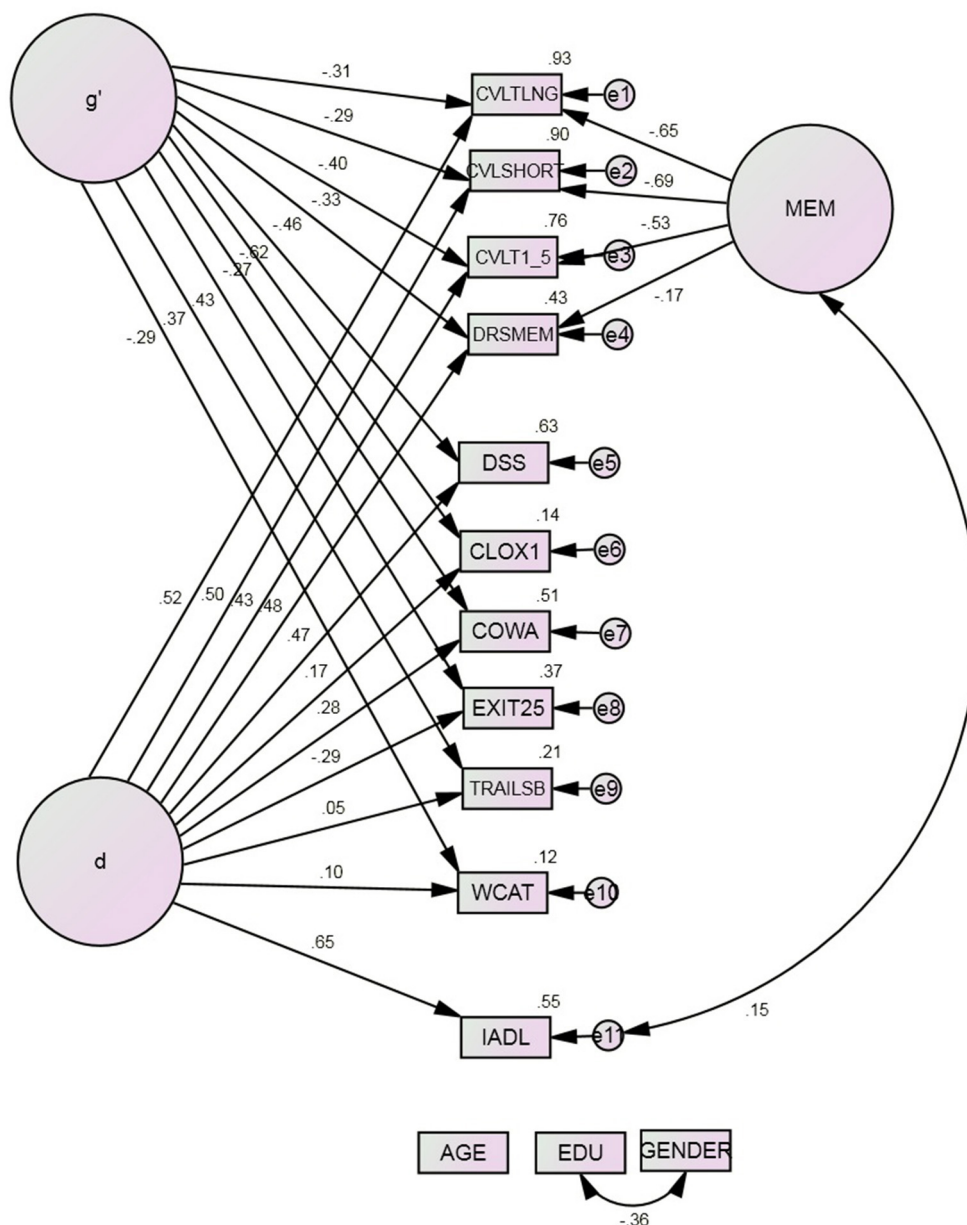 g'
-.31
-.29
-.40
-.33
-.46
-.62
-.27
.43
.37
-.29
.93
CVLTLNG
e1
-.65
.90
CVLSHORT
e2
-.69
MEM
.76
CVLT1_5
e3
-.53
.43
DRSMEM
e4
-.17
.63
DSS
e5
.14
CLOX1
e6
.51
COWA
e7
.37
EXIT25
e8
.21
TRAILSB
e9
.12
WCAT
e10
.55
IADL
e11
.15
d
.52
.50
.43
.48
.47
.17
.28
-.29
.05
.10
.65
AGE
EDU
GENDER
-.36